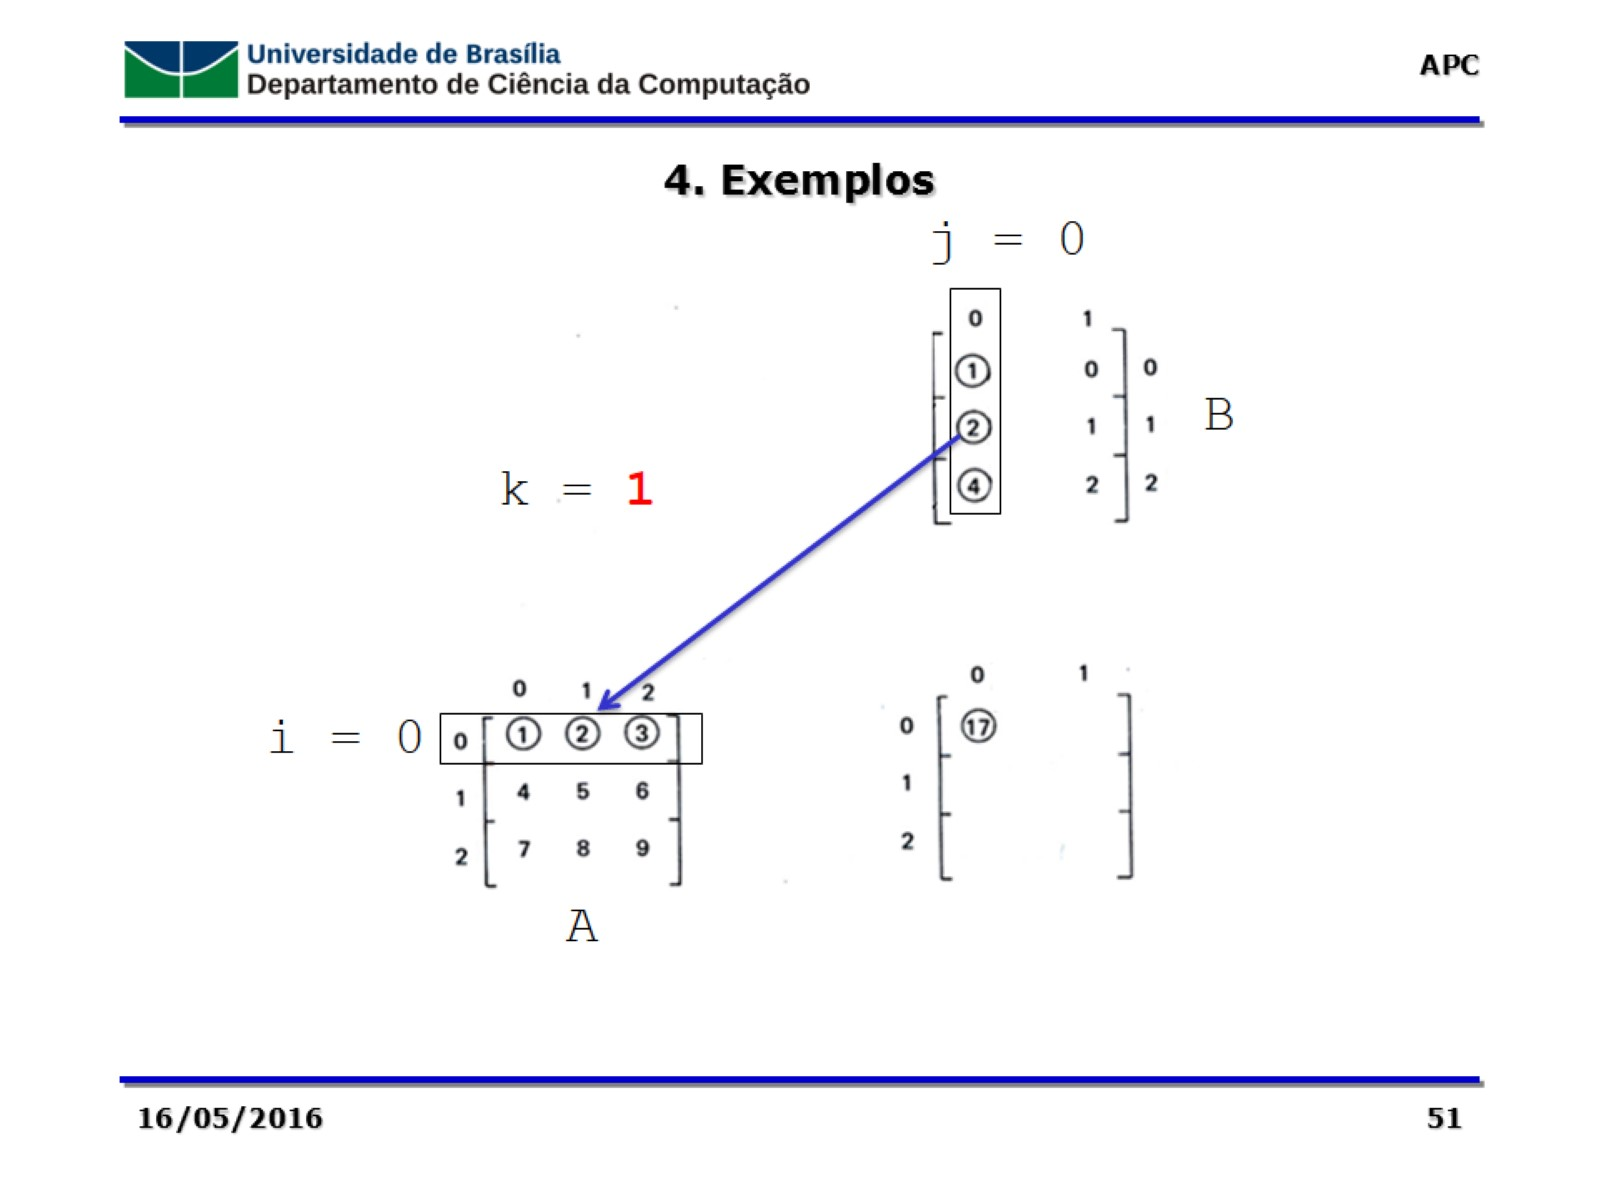 Universidade de Brasília
Departamento de Ciência da Computação
APC
4. Exemplos
j = 0
0 1
1 0 0
2 1 1
4 2 2
B
k = 1
0 1 2
i = 0 0 1 2 3
1 4 5 6
2 7 8 9
A
0 1
0 17
1
2
16/05/2016
51